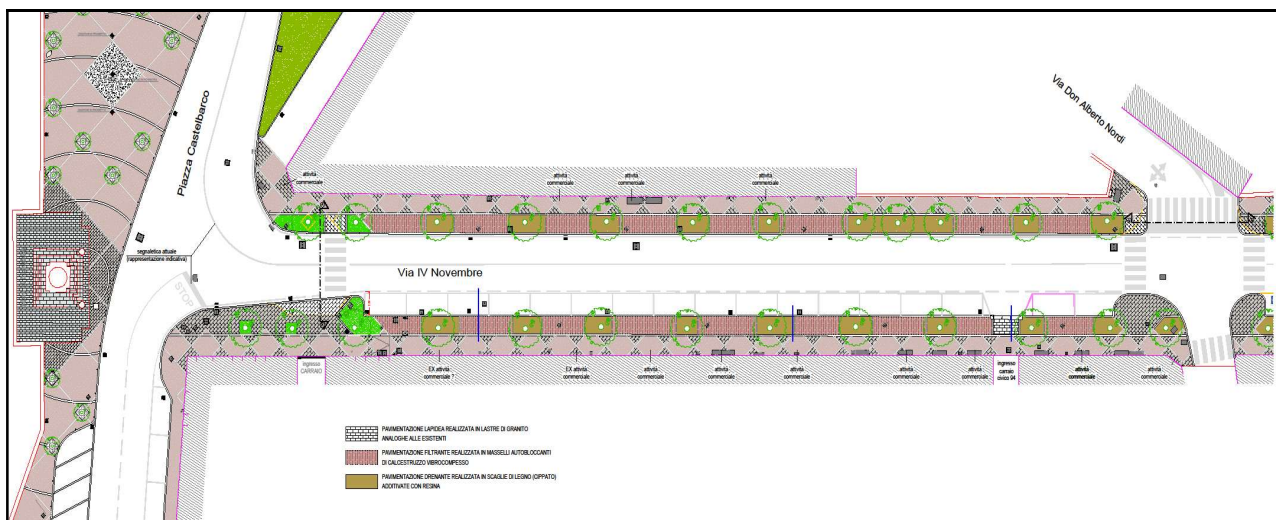 Piazza Castelbarco
Via Don Alberto Nordi
attività
commerciale
attività
commerciale
attività
commerciale
attività
commerciale
segnaletica attuale
(rappresentazione indicativa)
Via IV Novembre
STOP
ingresso
CARRAIO
EX attività
commerciale ?
EX attività
commerciale
attività
commerciale
attività
commerciale
attività
commerciale
attività
commerciale
attività
commerciale
ingresso
carraio
civico 94
attività
commerciale
attività
commerciale
PAVIMENTAZIONE LAPIDEA REALIZZATA IN LASTRE DI GRANITO
ANALOGHE ALLE ESISTENTI
PAVIMENTAZIONE FILTRANTE REALIZZATA IN MASSELLI AUTOBLOCCANTI
DI CALCESTRUZZO VIBROCOMPESSO
PAVIMENTAZIONE DRENANTE REALIZZATA IN SCAGLIE DI LEGNO (CIPPATO)
ADDITIVATE CON RESINA